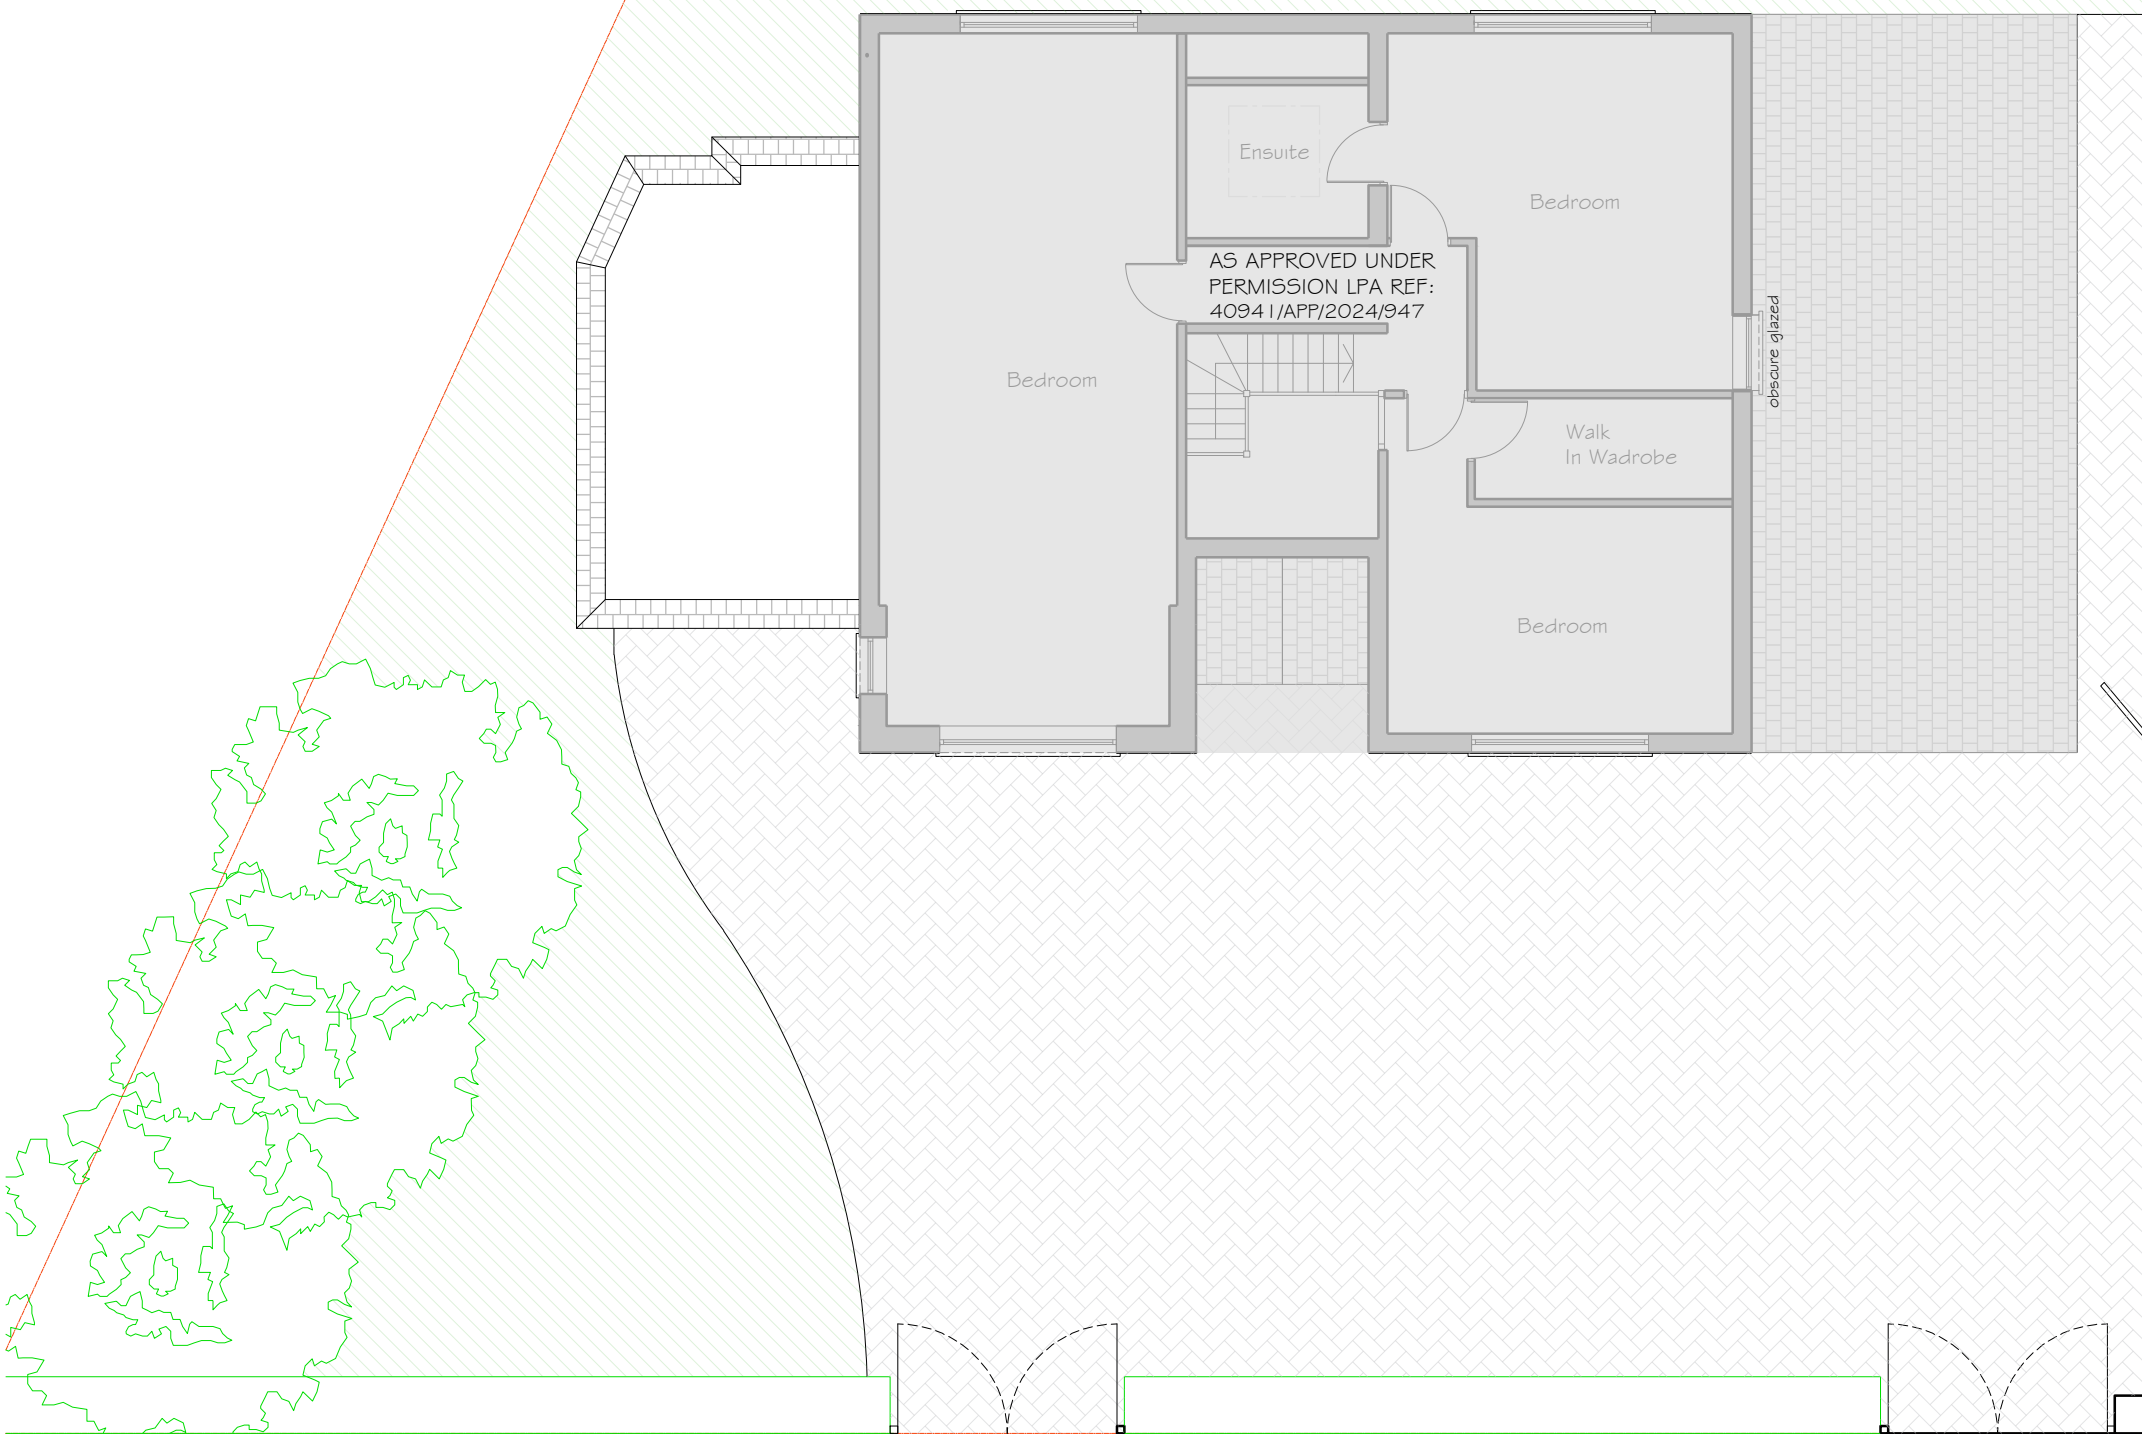 Ensuite
Bedroom
AS APPROVED UNDER
PERMISSION LPA REF:
40941/APP/2024/947
obscure glazed
Bedroom
Walk
In Wadrobe
Bedroom